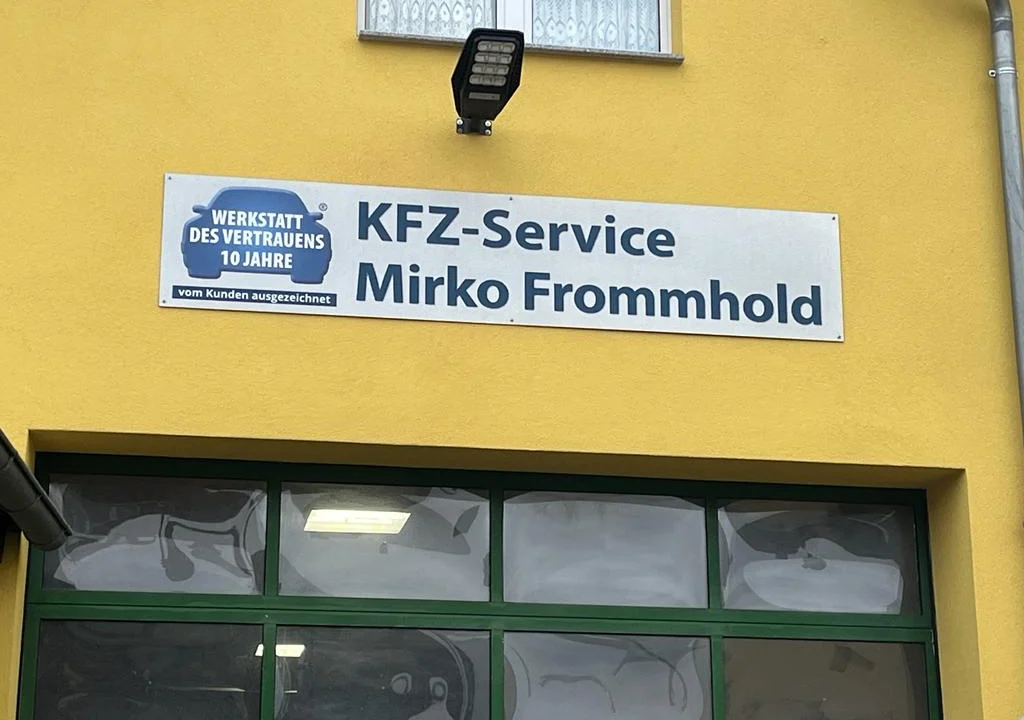 WERKSTATT
DES VERTRAUENS
10 JAHRE
®
vom Kunden ausgezeichnet
KFZ-Service
Mirko Frommhold